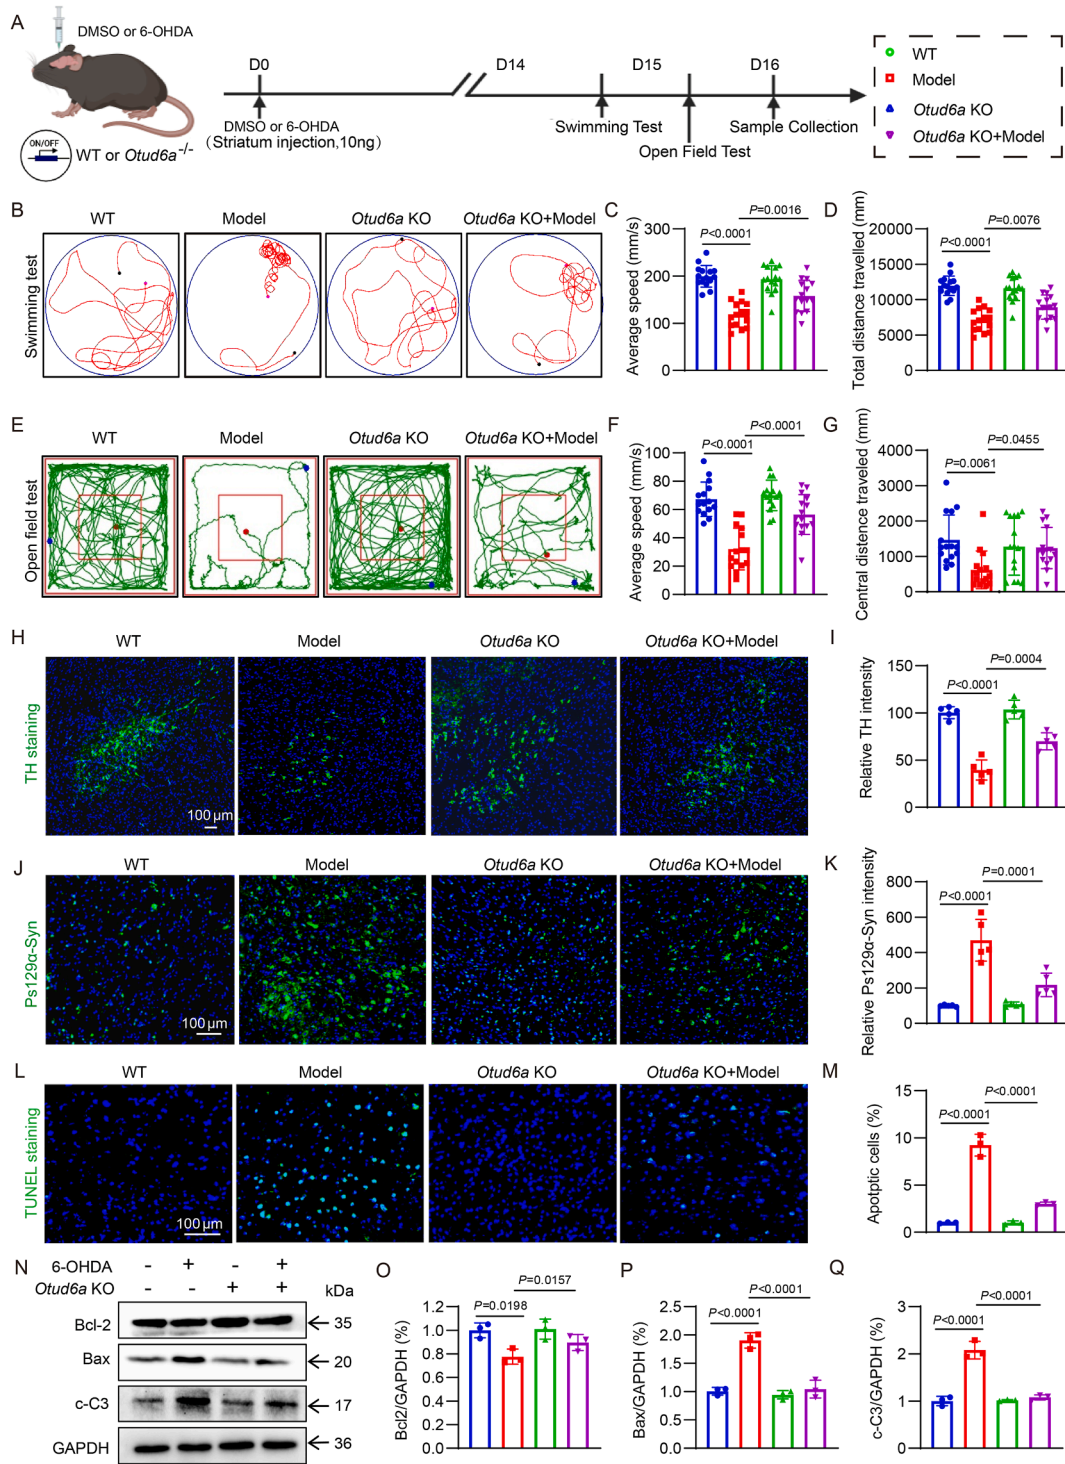 A
DMSO or 6-OHDA
ON/OFF
WT or Otud6a-/-
D0
D14
D15
D16
DMSO or 6-OHDA
(Striatum injection,10ng)
Swimming Test
Open Field Test
Sample Collection
WT
Model
Otud6a KO
Otud6a KO+Model
B
Swimming test
WT
Model
Otud6a KO
Otud6a KO+Model
C
Average speed (mm/s)
300
200
100
0
P<0.0001
P=0.0016
D
Total distance travelled (mm)
20000
15000
10000
5000
0
P<0.0001
P=0.0076
E
Open field test
WT
Model
Otud6a KO
Otud6a KO+Model
F
Average speed (mm/s)
100
80
60
40
20
0
P<0.0001
P<0.0001
G
Central distance traveled (mm)
4000
3000
2000
1000
0
P=0.0061
P=0.0455
H
TH staining
WT
Model
Otud6a KO
Otud6a KO+Model
100 μm
I
Relative TH intensity
150
100
50
0
P<0.0001
P=0.0004
J
Ps129α-Syn
WT
Model
Otud6a KO
Otud6a KO+Model
100 μm
K
Relative Ps129α-Syn intensity
800
600
400
200
0
P<0.0001
P=0.0001
L
TUNEL staining
WT
Model
Otud6a KO
Otud6a KO+Model
100 μm
M
Apotptic cells (%)
15
10
5
0
P<0.0001
P<0.0001
N
6-OHDA - + - +
Otud6a KO - - + +
kDa
Bcl-2 35
Bax 20
c-C3 17
GAPDH 36
O
Bcl2/GAPDH (%)
1.2
1.0
0.8
0.6
0.4
0.2
0.0
P=0.0198
P=0.0157
P
Bax/GAPDH (%)
2.5
2.0
1.5
1.0
0.5
0.0
P<0.0001
P<0.0001
Q
c-C3/GAPDH (%)
3
2
1
0
P<0.0001
P<0.0001